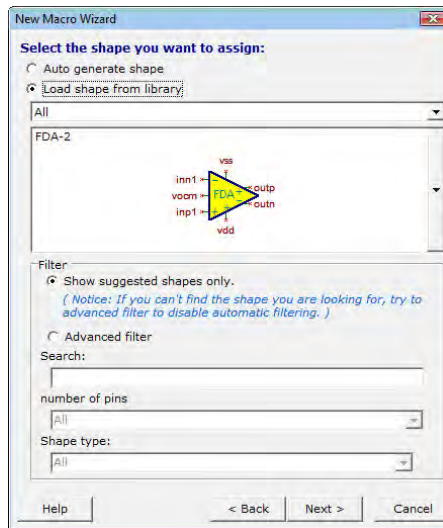 New Macro Wizard
Select the shape you want to assign:
Auto generate shape
Load shape from library
All
FDA-2
vss
inn1
outp
vocm
FDA
outn
inp1
vdd
Filter
Show suggested shapes only.
( Notice: If you can't find the shape you are looking for, try to
advanced filter to disable automatic filtering. )
Advanced filter
Search:
number of pins
All
Shape type:
All
Help
< Back
Next >
Cancel